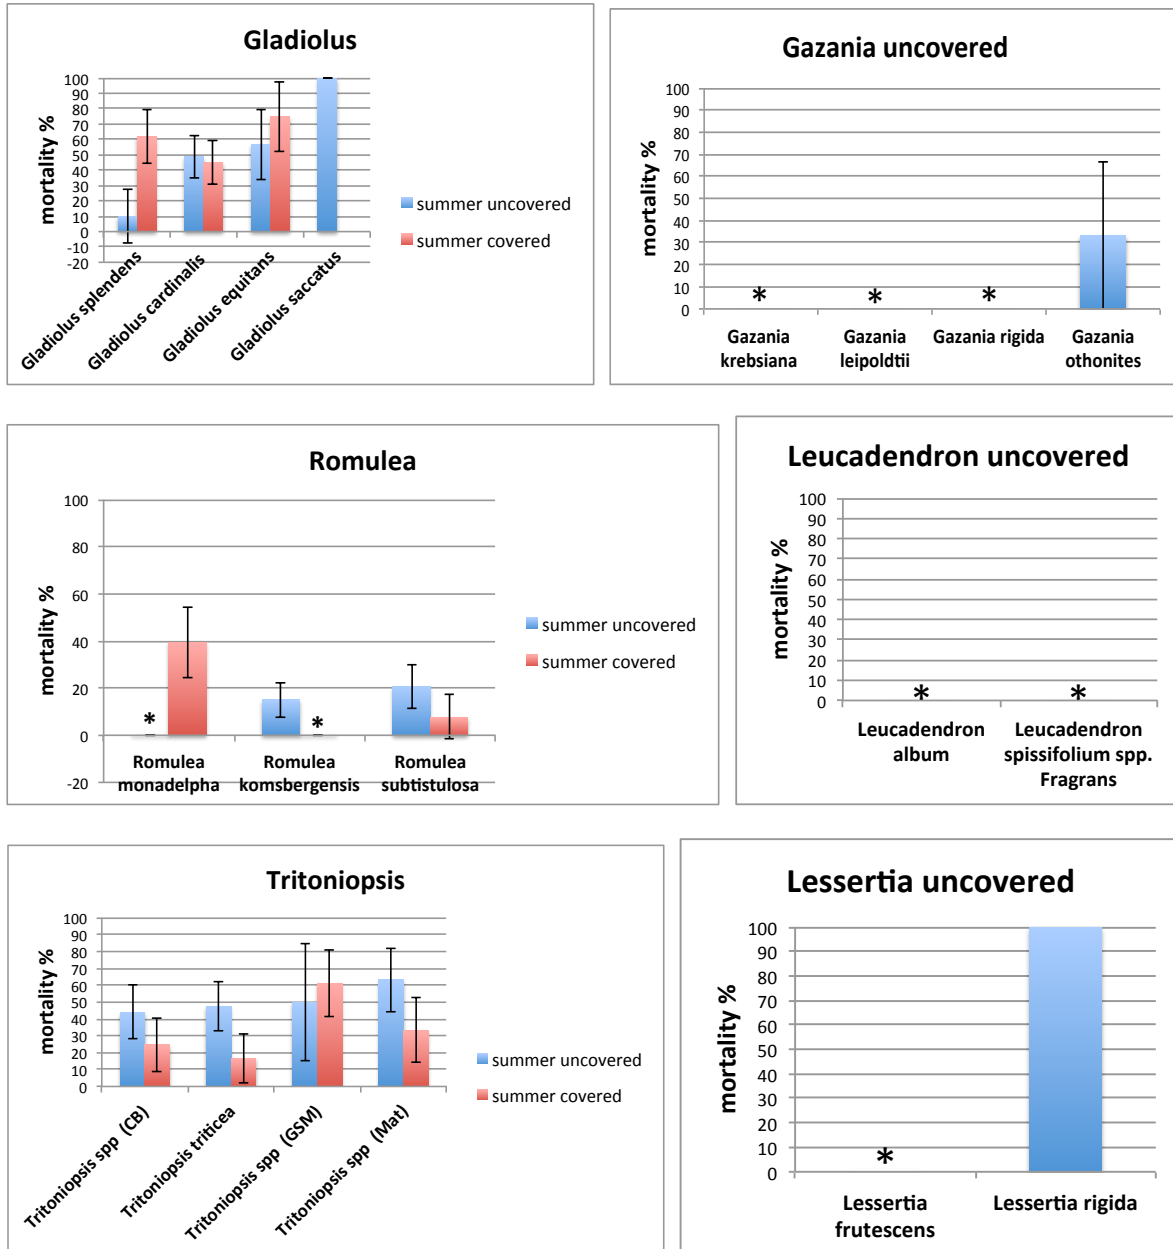 Gladiolus
mortality %
100
90
80
70
60
50
40
30
20
10
0
-10
-20
Gladiolus splendens
Gladiolus cardinalis
Gladiolus equitans
Gladiolus saccatus
summer uncovered
summer covered
Gazania uncovered
mortality %
100
90
80
70
60
50
40
30
20
10
0
* * *
Gazania
krebsiana
Gazania
leipoldtii
Gazania rigida
Gazania
othonites
Romulea
mortality %
100
80
60
40
20
0
-20
* *
Romulea
monadelpha
Romulea
komsbergensis
Romulea
subtistulosa
summer uncovered
summer covered
Leucadendron uncovered
mortality %
100
90
80
70
60
50
40
30
20
10
0
* *
Leucadendron
album
Leucadendron
spissifolium spp.
Fragrans
Tritoniopsis
mortality %
100
90
80
70
60
50
40
30
20
10
0
Tritoniopsis spp (CB)
Tritoniopsis triticea
Tritoniopsis spp (GSM)
Tritoniopsis spp (Mat)
summer uncovered
summer covered
Lessertia uncovered
mortality %
100
90
80
70
60
50
40
30
20
10
0
*
Lessertia
frutescens
Lessertia rigida